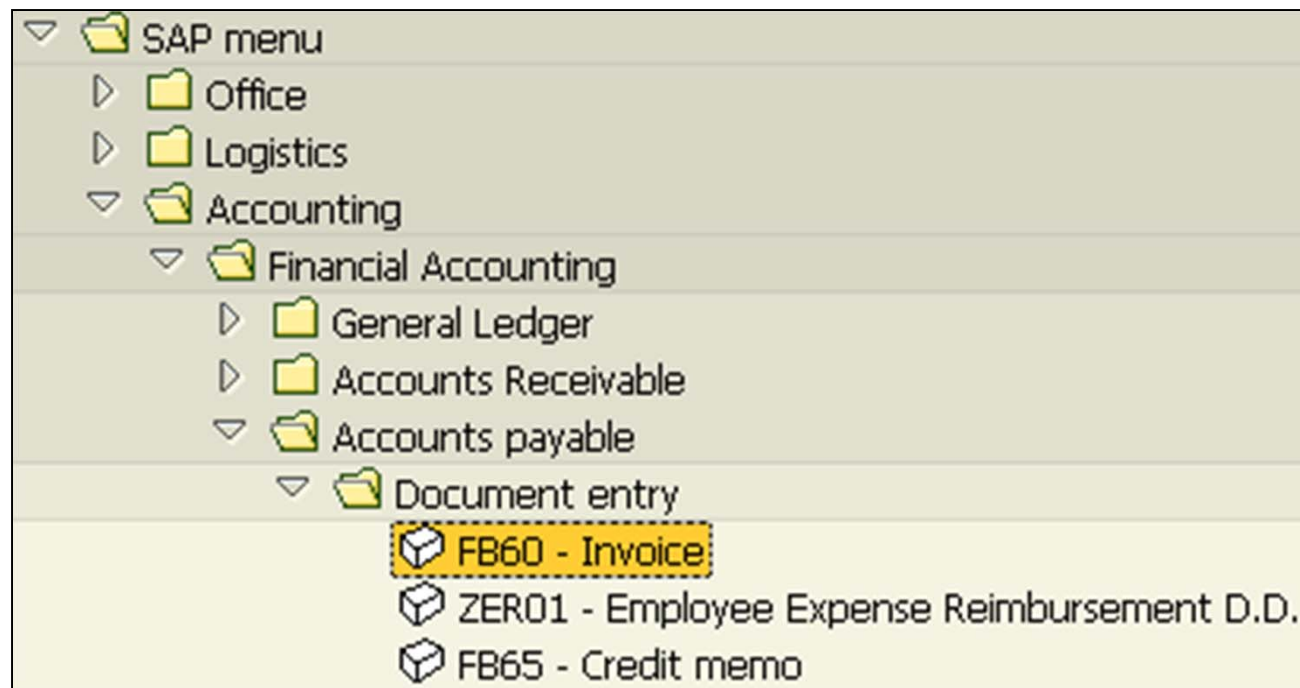 SAP menu
Office
Logistics
Accounting
Financial Accounting
General Ledger
Accounts Receivable
Accounts payable
Document entry
FB60 - Invoice
ZER01 - Employee Expense Reimbursement D.D.
FB65 - Credit memo